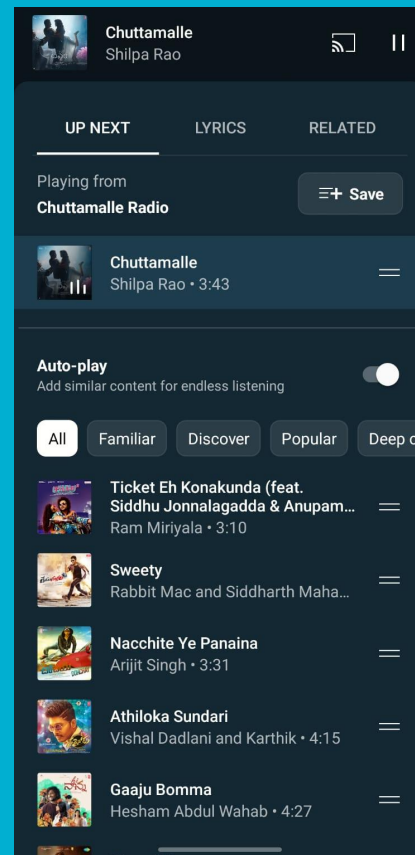 Chuttamalle
Shilpa Rao
UP NEXT
LYRICS
RELATED
Playing from
Chuttamalle Radio
Save
Chuttamalle
Shilpa Rao • 3:43
Auto-play
Add similar content for endless listening
All
Familiar
Discover
Popular
Deep c
Ticket Eh Konakunda (feat.
Siddhu Jonnalagadda & Anupam...
Ram Miriyala • 3:10
Sweety
Rabbit Mac and Siddharth Maha...
Nacchite Ye Panaina
Arijit Singh • 3:31
Athiloka Sundari
Vishal Dadlani and Karthik • 4:15
Gaaju Bomma
Hesham Abdul Wahab • 4:27